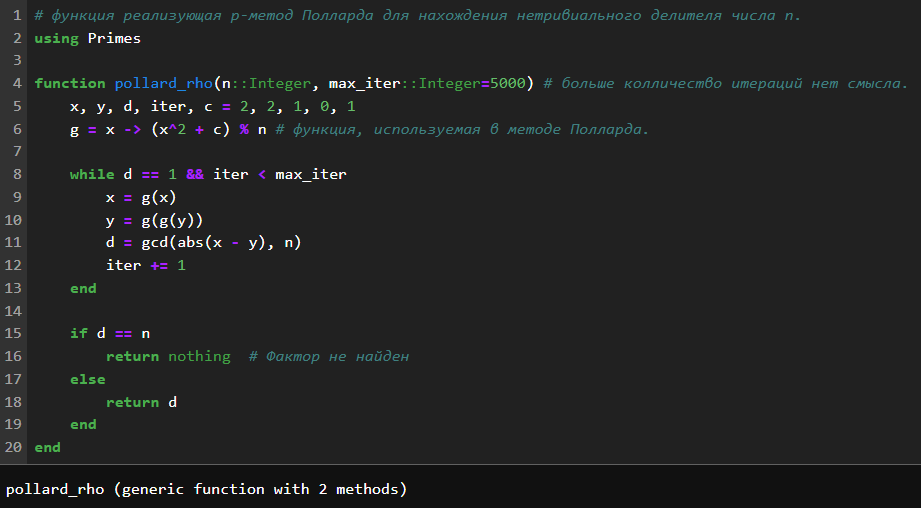 1 # функция реализующая p-метод Полларда для нахождения нетривиального делителя числа n.
2 using Primes
3
4 function pollard_rho(n::Integer, max_iter::Integer=5000) # больше колличество итераций нет смысла.
5     x, y, d, iter, c = 2, 2, 1, 0, 1
6     g = x -> (x^2 + c) % n # функция, используемая в методе Полларда.
7
8     while d == 1 && iter < max_iter
9         x = g(x)
10         y = g(g(y))
11         d = gcd(abs(x - y), n)
12         iter += 1
13     end
14
15     if d == n
16         return nothing  # Фактор не найден
17     else
18         return d
19     end
20 end
pollard_rho (generic function with 2 methods)